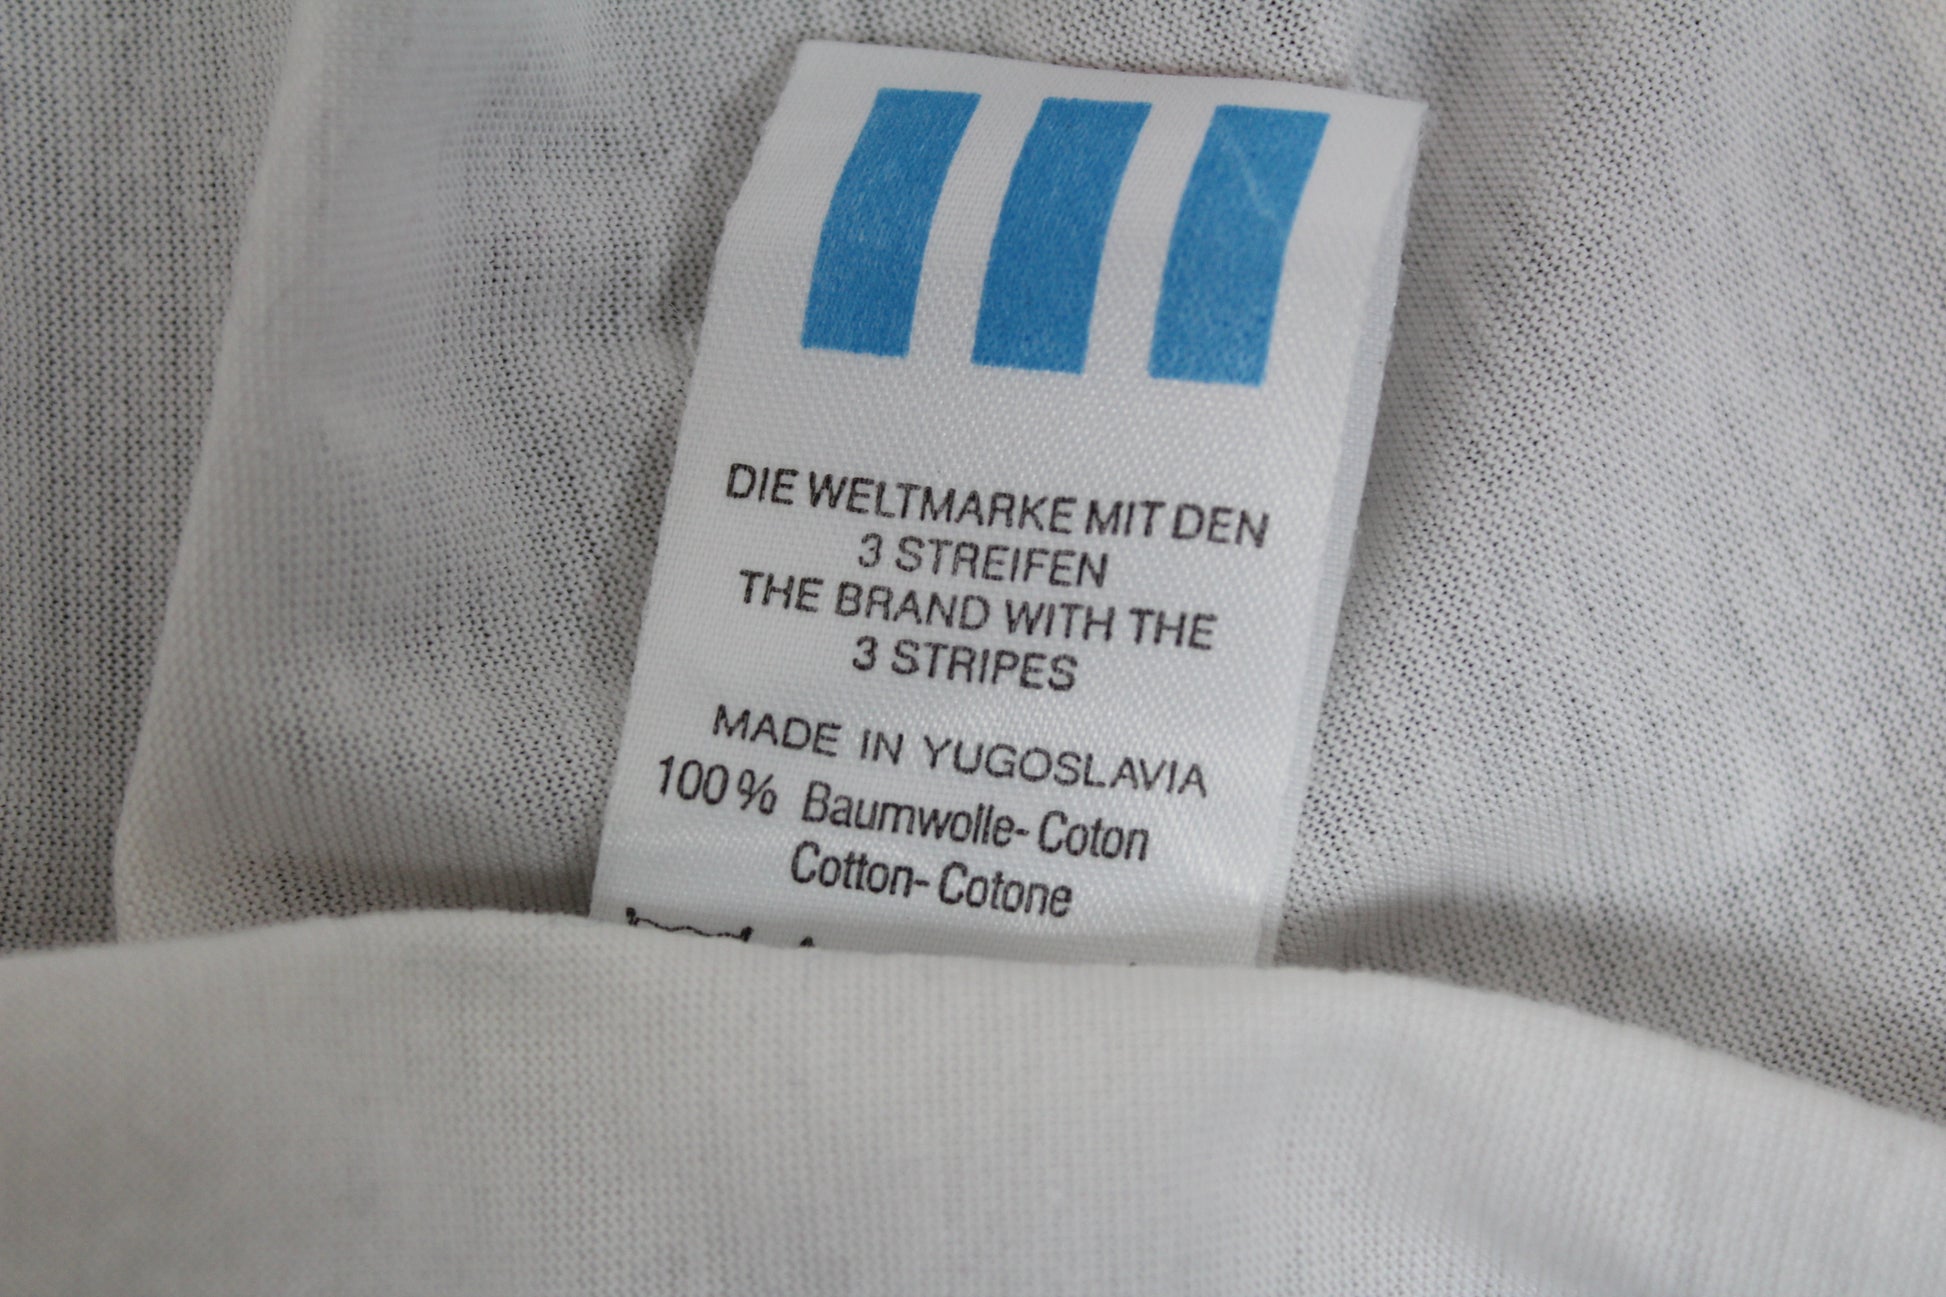 DIE WELTMARKE MIT DEN
3 STREIFEN
THE BRAND WITH THE
3 STRIPES
MADE IN YUGOSLAVIA
100% Baumwolle-Coton
Cotton-Cotone